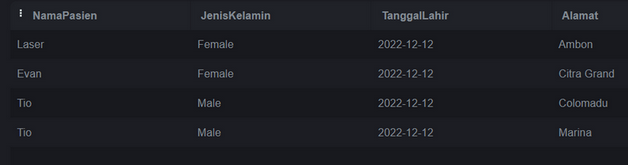 NamaPasien JenisKelamin TanggalLahir Alamat
Laser Female 2022-12-12 Ambon
Evan Female 2022-12-12 Citra Grand
Tio Male 2022-12-12 Colomadu
Tio Male 2022-12-12 Marina